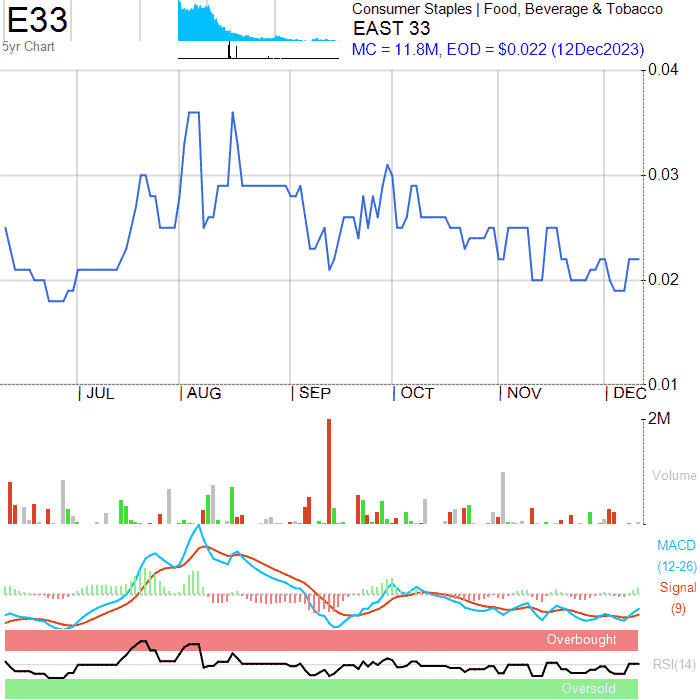 E33
5yr Chart
Consumer Staples | Food, Beverage & Tobacco
EAST 33
MC = 11.8M, EOD = $0.022 (12Dec2023)
0.04
0.03
0.02
0.01
| JUL | AUG | SEP | OCT | NOV | DEC
2M
Volume
MACD
(12-26)
Signal
(9)
Overbought
RSI(14)
Oversold